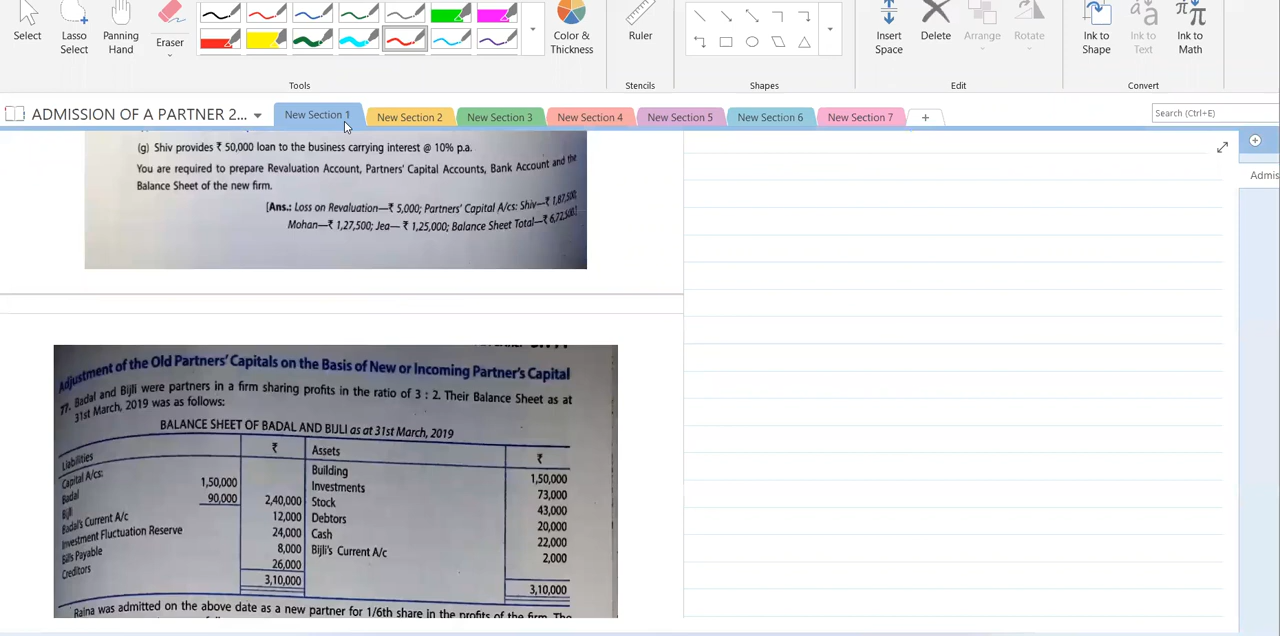 Select
Lasso Select
Panning Hand
Eraser
Color & Thickness
Ruler
Insert Space
Delete
Arrange
Rotate
Ink to Shape
Ink to Text
Ink to Math
Tools
Stencils
Shapes
Edit
Convert
ADMISSION OF A PARTNER 2...
New Section 1
New Section 2
New Section 3
New Section 4
New Section 5
New Section 6
New Section 7
Search (Ctrl+E)
Admis
(g) Shiv provides ₹ 50,000 loan to the business carrying interest @ 10% p.a.
You are required to prepare Revaluation Account, Partners' Capital Accounts, Bank Account and the
Balance Sheet of the new firm.
[Ans.: Loss on Revaluation—₹ 5,000; Partners' Capital A/cs: Shiv—₹ 1,87,500;
Mohan—₹ 1,27,500; Jea—₹ 1,25,000; Balance Sheet Total—₹ 6,72,500]
Adjustment of the Old Partners' Capitals on the Basis of New or Incoming Partner's Capital
77. Badal and Bijli were partners in a firm sharing profits in the ratio of 3 : 2. Their Balance Sheet as at
31st March, 2019 was as follows:
BALANCE SHEET OF BADAL AND BIJLI as at 31st March, 2019
Liabilities ₹ Assets ₹
Capital A/cs: Building 1,50,000
Badal 1,50,000 Investments 73,000
Bijli 90,000 2,40,000 Stock 43,000
Badal's Current A/c 12,000 Debtors 20,000
Investment Fluctuation Reserve 24,000 Cash 22,000
Bills Payable 8,000 Bijli's Current A/c 2,000
Creditors 26,000
3,10,000 3,10,000
Raina was admitted on the above date as a new partner for 1/6th share in the profits of the firm. The